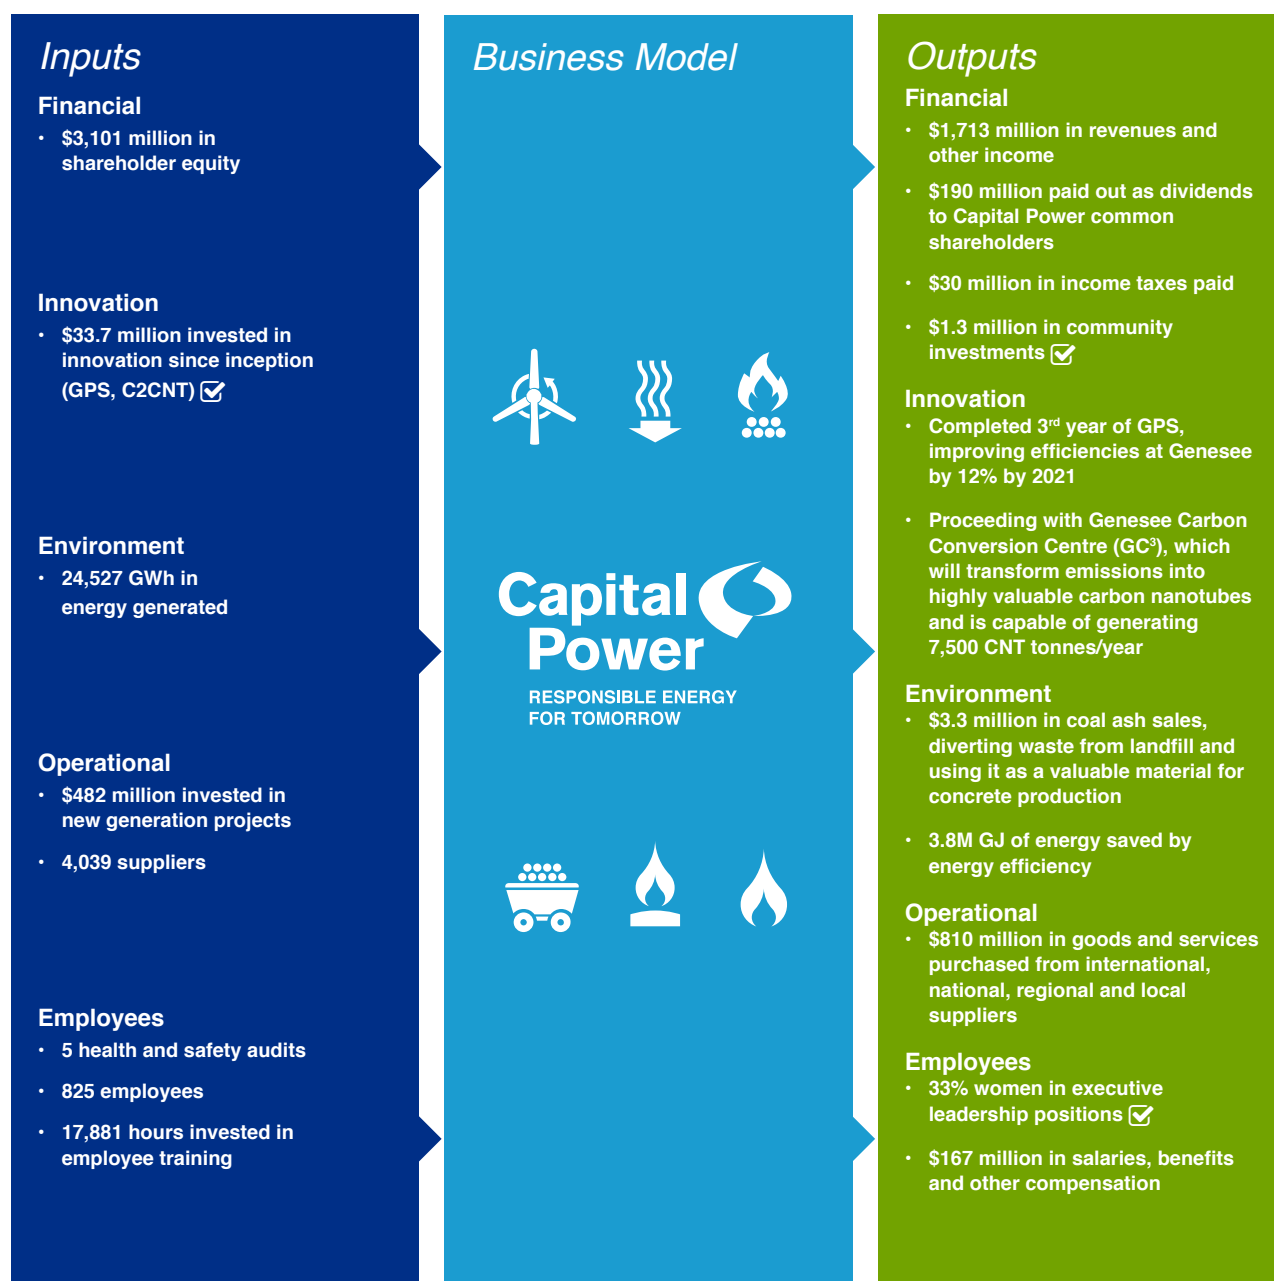 Inputs
Financial
• $3,101 million in
shareholder equity
Innovation
• $33.7 million invested in
innovation since inception
(GPS, C2CNT)
Environment
• 24,527 GWh in
energy generated
Operational
• $482 million invested in
new generation projects
• 4,039 suppliers
Employees
• 5 health and safety audits
• 825 employees
• 17,881 hours invested in
employee training
Business Model
Capital
Power
RESPONSIBLE ENERGY
FOR TOMORROW
Outputs
Financial
• $1,713 million in revenues and
other income
• $190 million paid out as dividends
to Capital Power common
shareholders
• $30 million in income taxes paid
• $1.3 million in community
investments
Innovation
• Completed 3rd year of GPS,
improving efficiencies at Genesee
by 12% by 2021
• Proceeding with Genesee Carbon
Conversion Centre (GC³), which
will transform emissions into
highly valuable carbon nanotubes
and is capable of generating
7,500 CNT tonnes/year
Environment
• $3.3 million in coal ash sales,
diverting waste from landfill and
using it as a valuable material for
concrete production
• 3.8M GJ of energy saved by
energy efficiency
Operational
• $810 million in goods and services
purchased from international,
national, regional and local
suppliers
Employees
• 33% women in executive
leadership positions
• $167 million in salaries, benefits
and other compensation